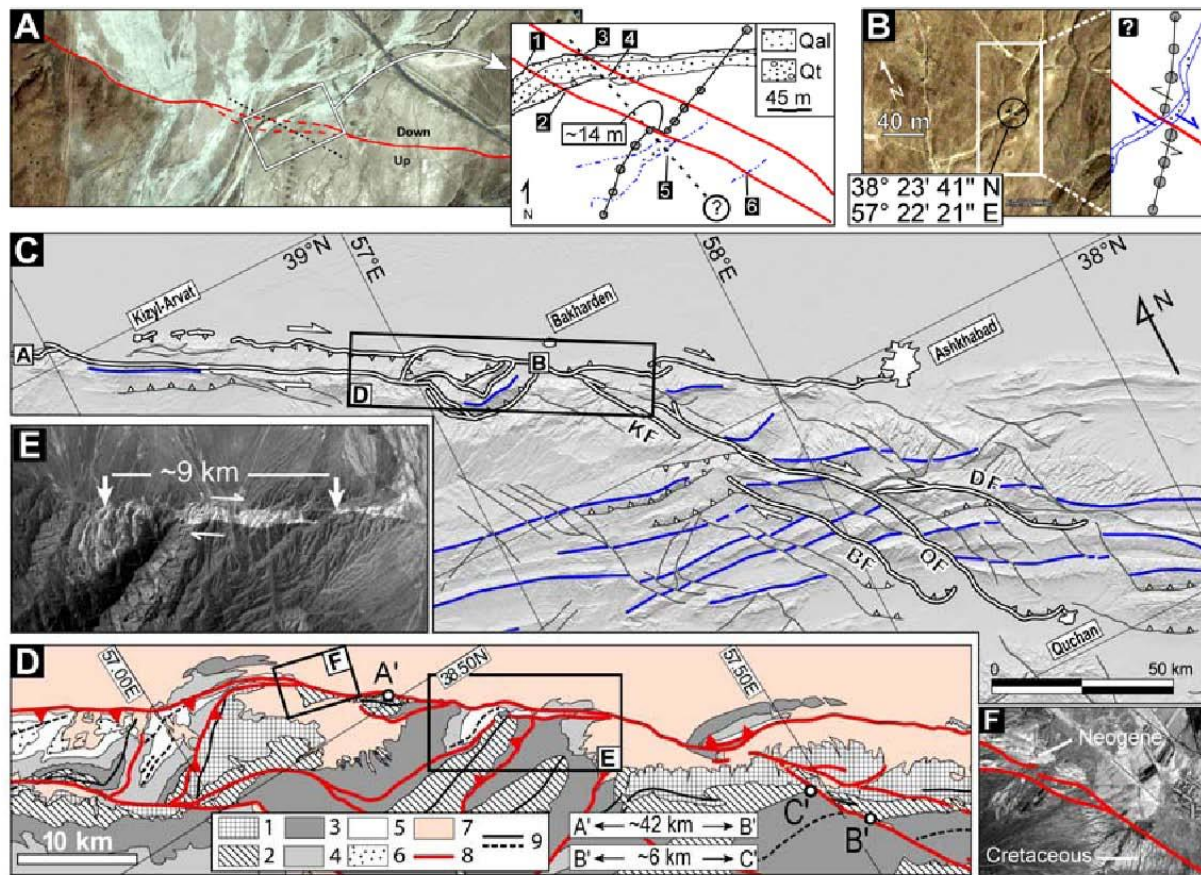 A
Down
Up
1
3
4
2
~14 m
5
6
?
N
Qal
Qt
45 m
B
N
40 m
38° 23' 41" N
57° 22' 21" E
?
C
39°N
57°E
58°E
38°N
N
Kizyl-Arvat
Bakharden
Ashkhabad
A
B
D
KF
DF
BF
OF
Quchan
0 50 km
E
~9 km
D
57.00E
F
A'
38.50N
57.50E
E
C'
B'
10 km
1 3 5 7 9
2 4 6 8
A' ~42 km B'
B' ~6 km C'
F
Neogene
Cretaceous